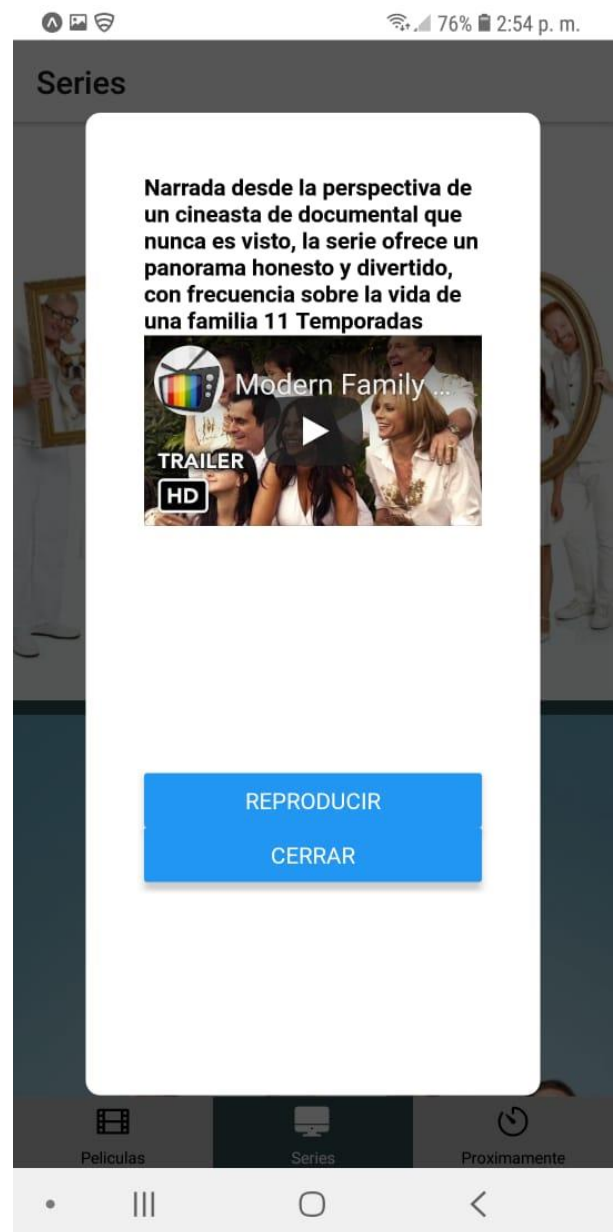 76% 2:54 p. m.
Series
Narrada desde la perspectiva de
un cineasta de documental que
nunca es visto, la serie ofrece un
panorama honesto y divertido,
con frecuencia sobre la vida de
una familia 11 Temporadas
Modern Family ...
TRAILER
HD
REPRODUCIR
CERRAR
Peliculas
Series
Proximamente